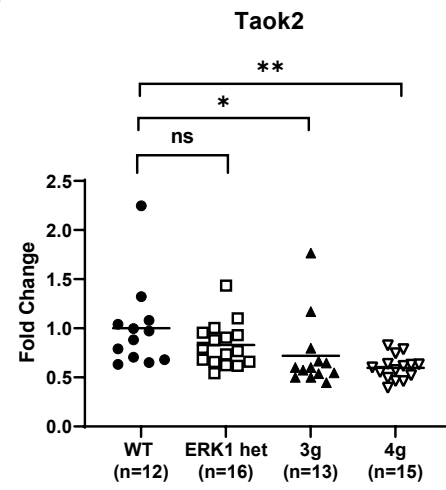 Taok2
**
*
ns
Fold Change
2.5
2.0
1.5
1.0
0.5
0.0
WT ERK1 het 3g 4g
(n=12) (n=16) (n=13) (n=15)